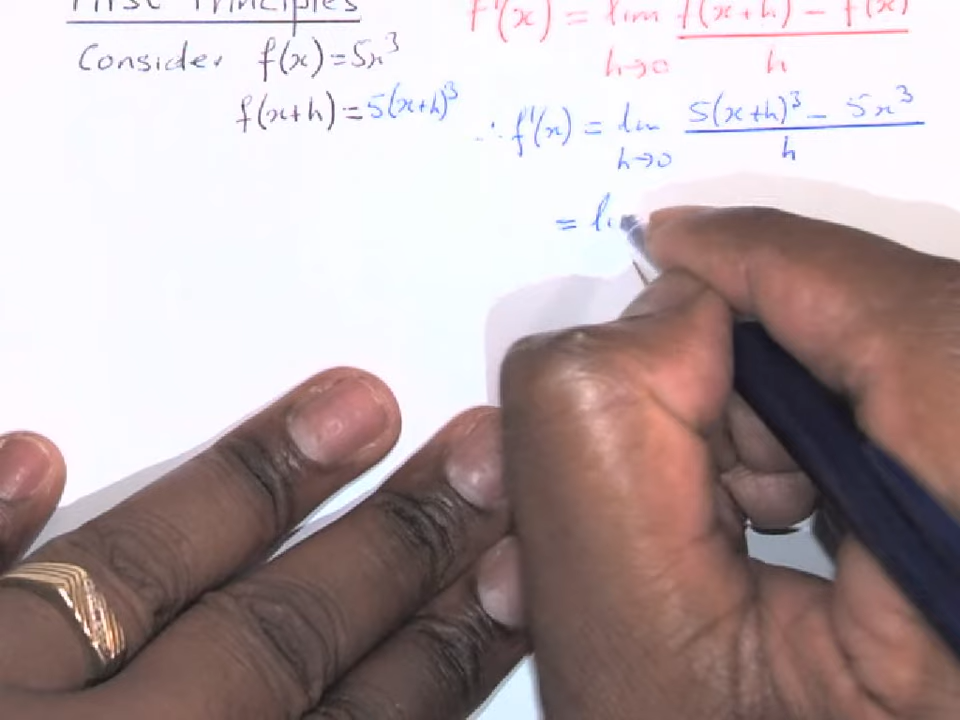 First Principles
Consider f(x) = 5x³
f(x+h) = 5(x+h)³
f'(x) = lim f(x+h) - f(x)
h→0 h
∴ f'(x) = lim 5(x+h)³ - 5x³
h→0 h
= li